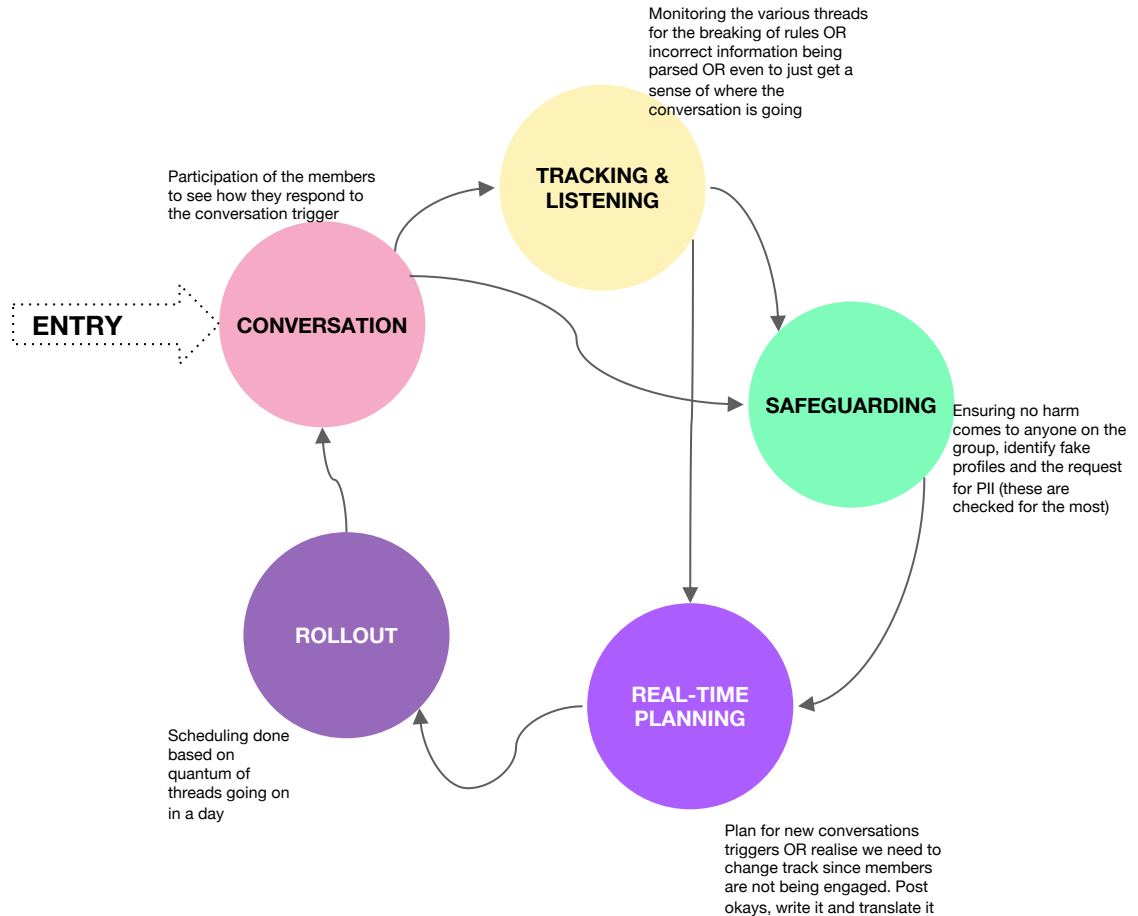 Monitoring the various threads
for the breaking of rules OR
incorrect information being
parsed OR even to just get a
sense of where the
conversation is going
TRACKING &
LISTENING
Participation of the members
to see how they respond to
the conversation trigger
ENTRY
CONVERSATION
SAFEGUARDING
Ensuring no harm
comes to anyone on the
group, identify fake
profiles and the request
for PII (these are
checked for the most)
ROLLOUT
Scheduling done
based on
quantum of
threads going on
in a day
REAL-TIME
PLANNING
Plan for new conversations
triggers OR realise we need to
change track since members
are not being engaged. Post
okays, write it and translate it